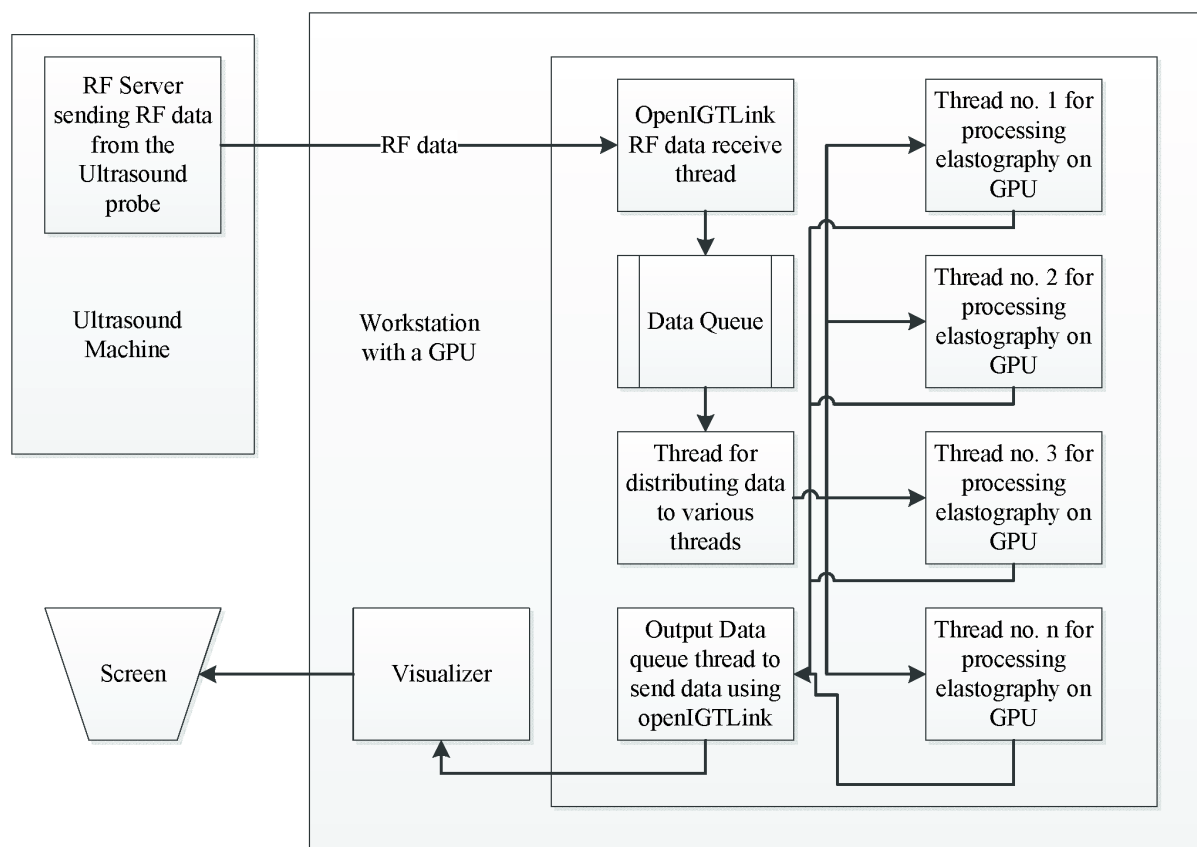 RF Server
sending RF data
from the
Ultrasound
probe
Ultrasound
Machine
RF data
Workstation
with a GPU
OpenIGTLink
RF data receive
thread
Data Queue
Thread for
distributing data
to various
threads
Output Data
queue thread to
send data using
openIGTLink
Thread no. 1 for
processing
elastography on
GPU
Thread no. 2 for
processing
elastography on
GPU
Thread no. 3 for
processing
elastography on
GPU
Thread no. n for
processing
elastography on
GPU
Visualizer
Screen